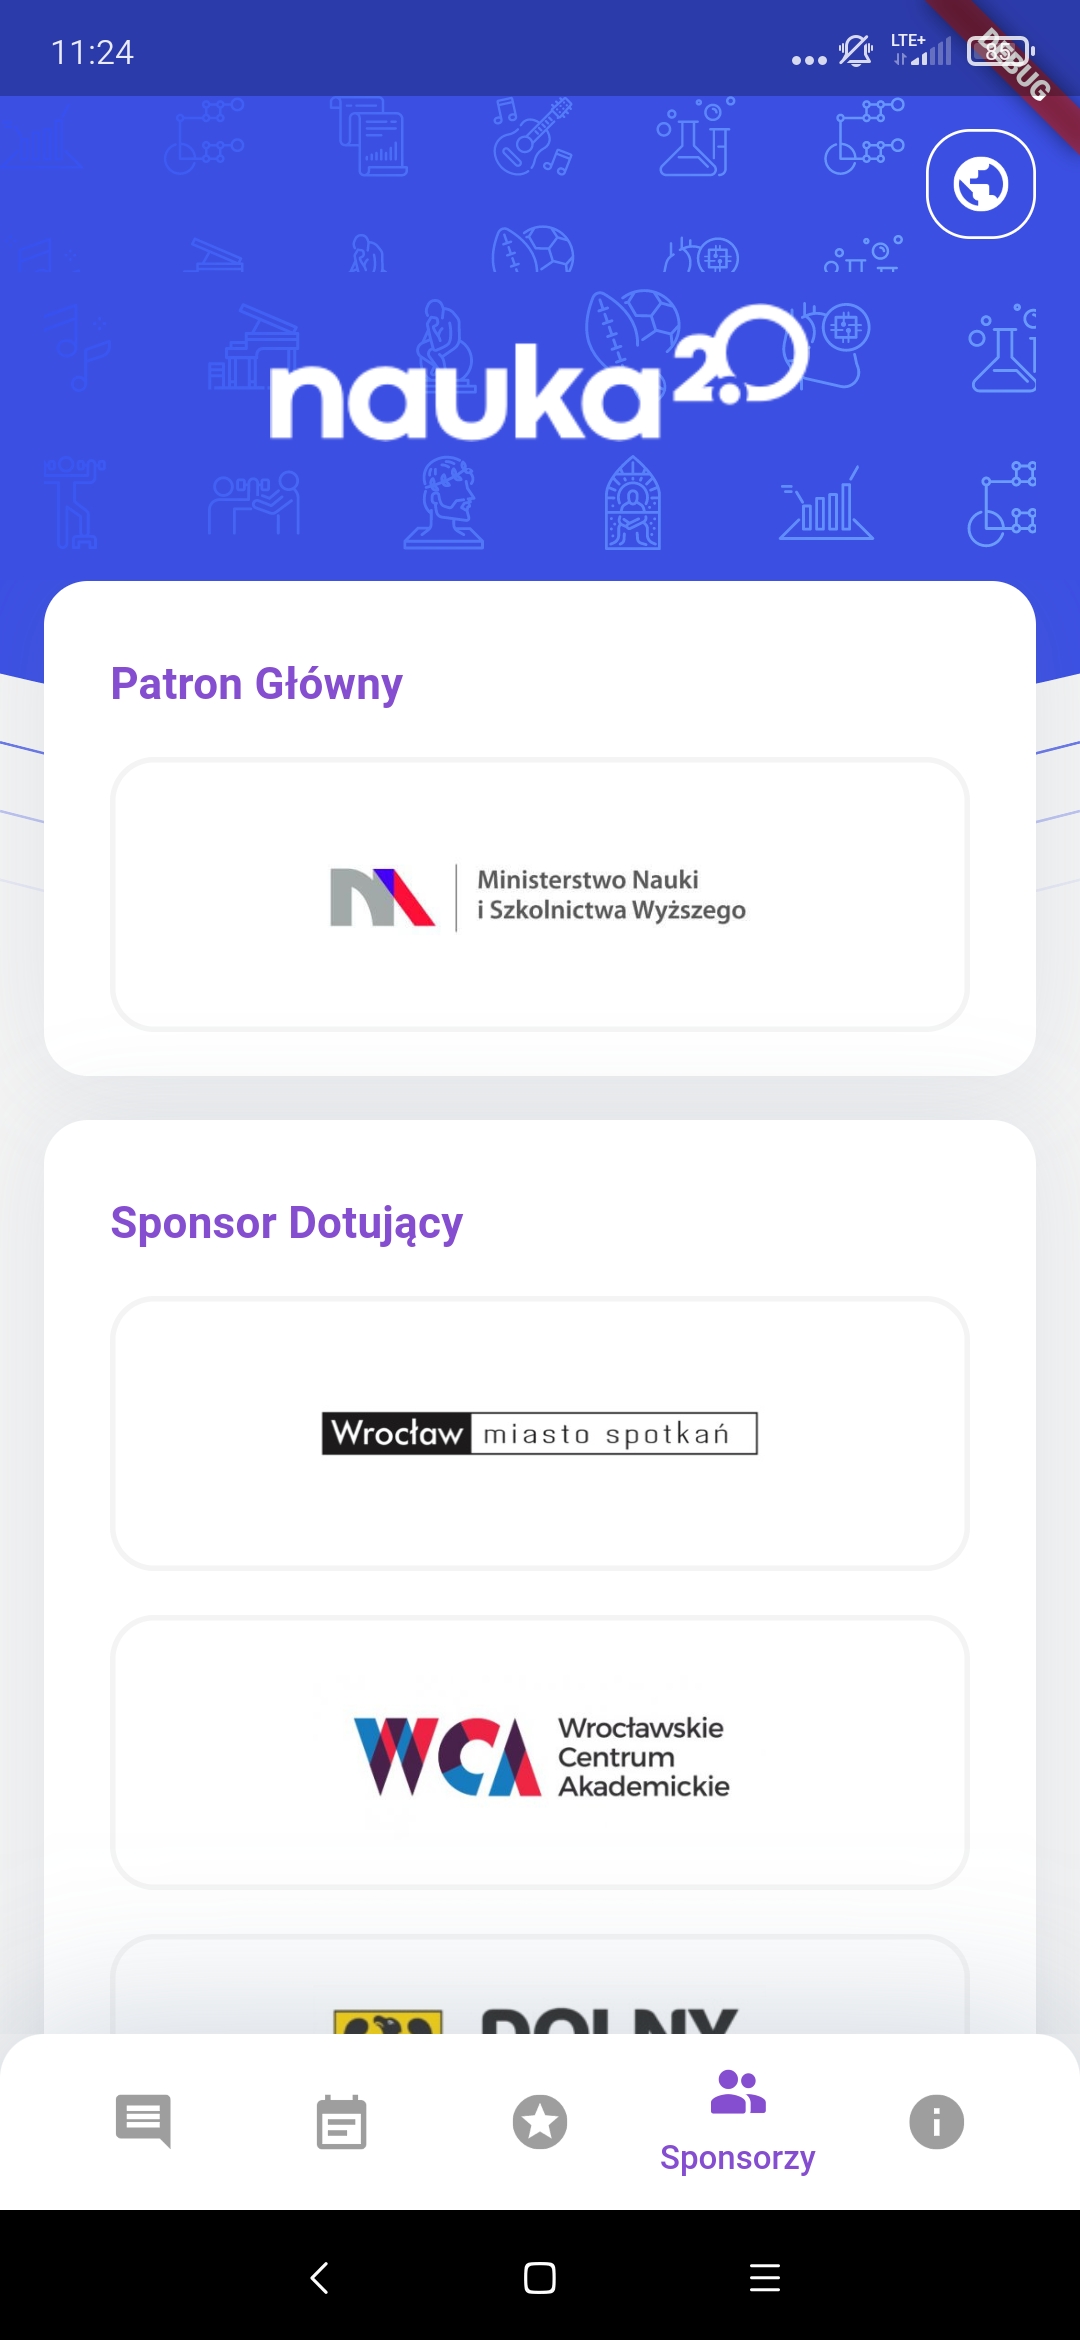 11:24
LTE+
85
DEBUG
nauka 2.0
Patron Główny
Ministerstwo Nauki
i Szkolnictwa Wyższego
Sponsor Dotujący
Wrocław miasto spotkań
WCA
Wrocławskie
Centrum
Akademickie
DOLNY
Sponsorzy